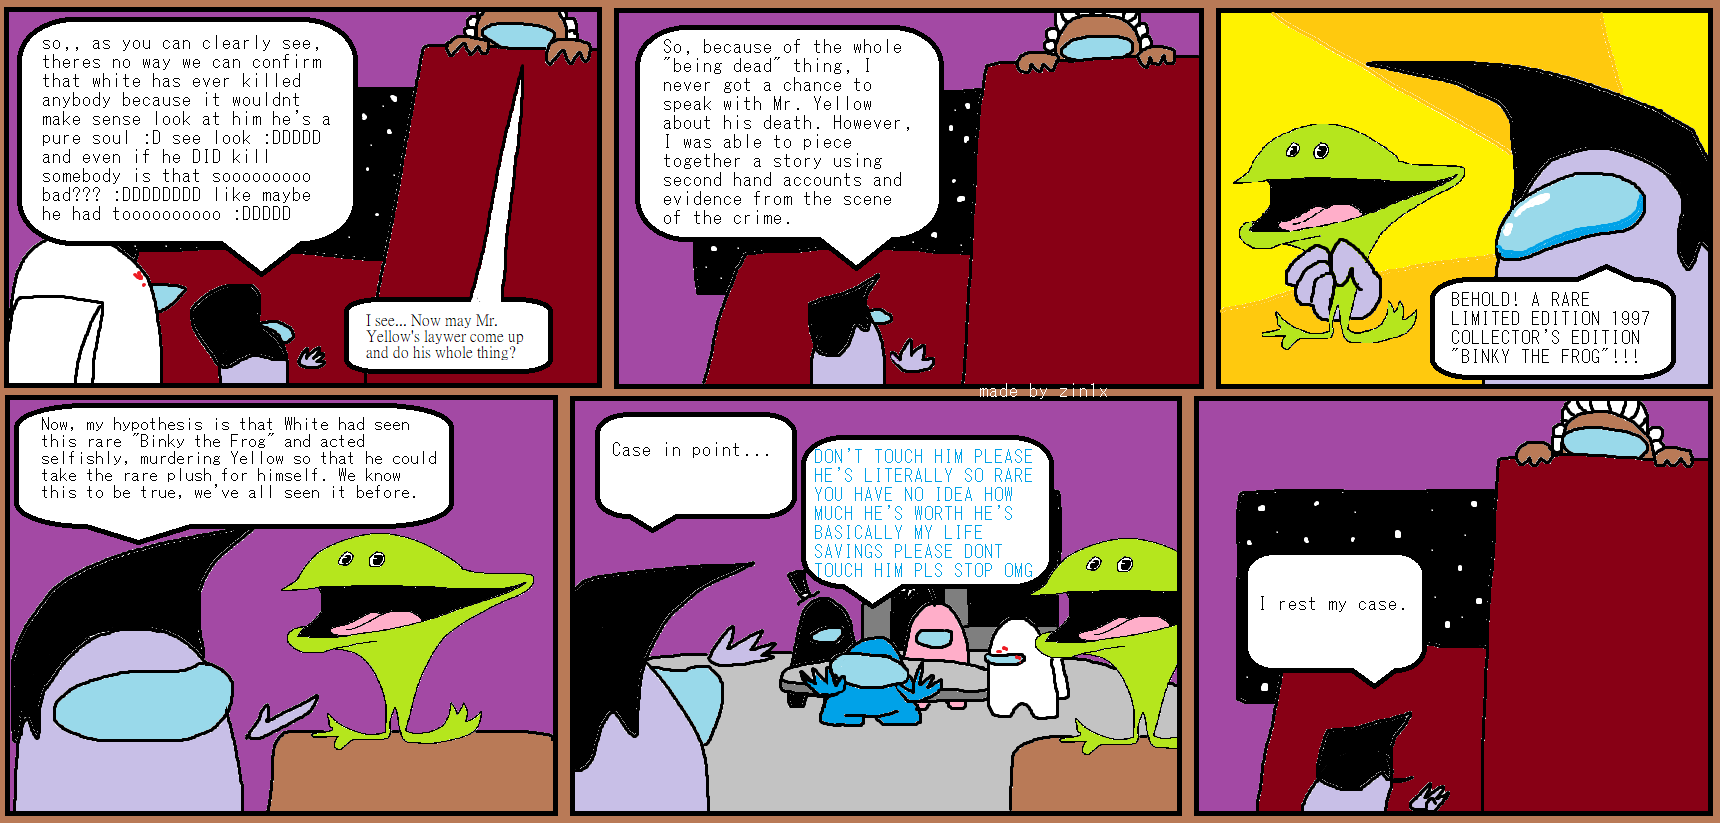 so,, as you can clearly see,
theres no way we can confirm
that white has ever killed
anybody because it wouldnt
make sense look at him he's a
pure soul :D see look :DDDDD
and even if he DID kill
somebody is that sooooooooo
bad??? :DDDDDDDD like maybe
he had toooooooooo :DDDDD
I see... Now may Mr.
Yellow's laywer come up
and do his whole thing?
So, because of the whole
"being dead" thing, I
never got a chance to
speak with Mr. Yellow
about his death. However,
I was able to piece
together a story using
second hand accounts and
evidence from the scene
of the crime.
BEHOLD! A RARE
LIMITED EDITION 1997
COLLECTOR'S EDITION
"BINKY THE FROG"!!!
made by zin1x
Now, my hypothesis is that White had seen
this rare "Binky the Frog" and acted
selfishly, murdering Yellow so that he could
take the rare plush for himself. We know
this to be true, we've all seen it before.
Case in point...
DON'T TOUCH HIM PLEASE
HE'S LITERALLY SO RARE
YOU HAVE NO IDEA HOW
MUCH HE'S WORTH HE'S
BASICALLY MY LIFE
SAVINGS PLEASE DONT
TOUCH HIM PLS STOP OMG
I rest my case.